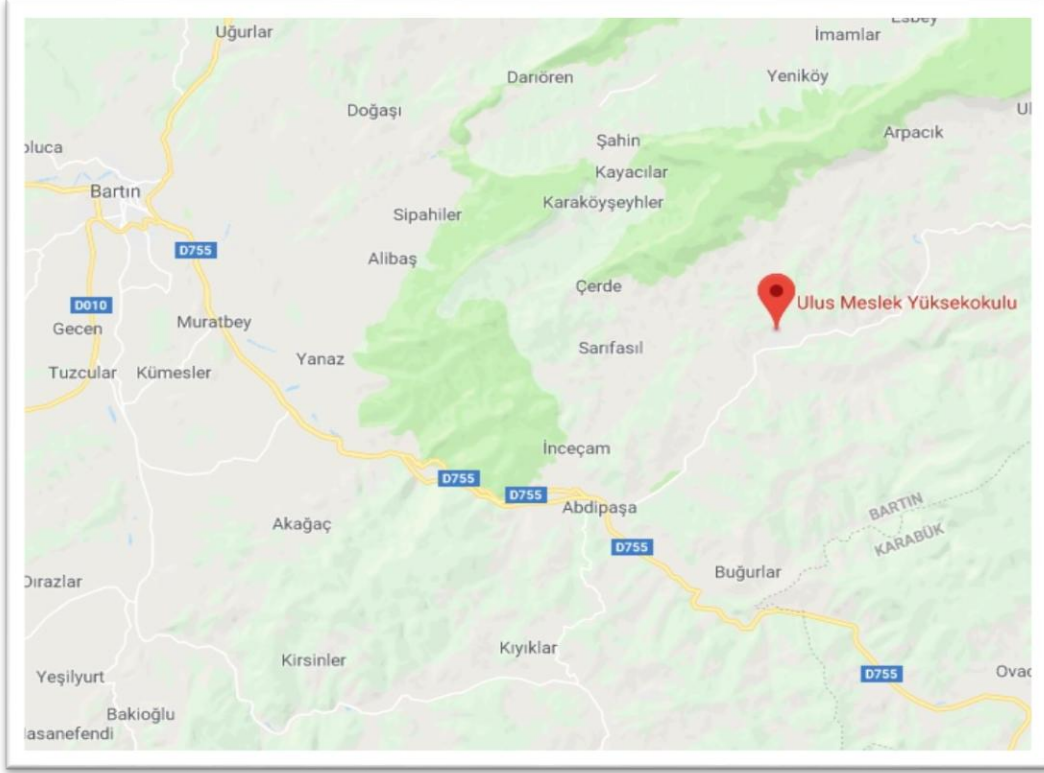 Uğurlar
İmamlar
Darıören
Yeniköy
Doğaşı
Arpacık
Şahin
Kayacılar
Bartın
Karaköyşeyhler
Sipahiler
D755
Alibaş
Çerde
D010
Ulus Meslek Yüksekokulu
Gecen
Muratbey
Sarıfasıl
Yanaz
Tuzcular
Kümesler
İnceçam
D755
D755
Abdipaşa
BARTIN
Akağaç
KARABÜK
D755
Buğurlar
Kıyıklar
Kirsinler
D755
Yeşilyurt
Bakioğlu